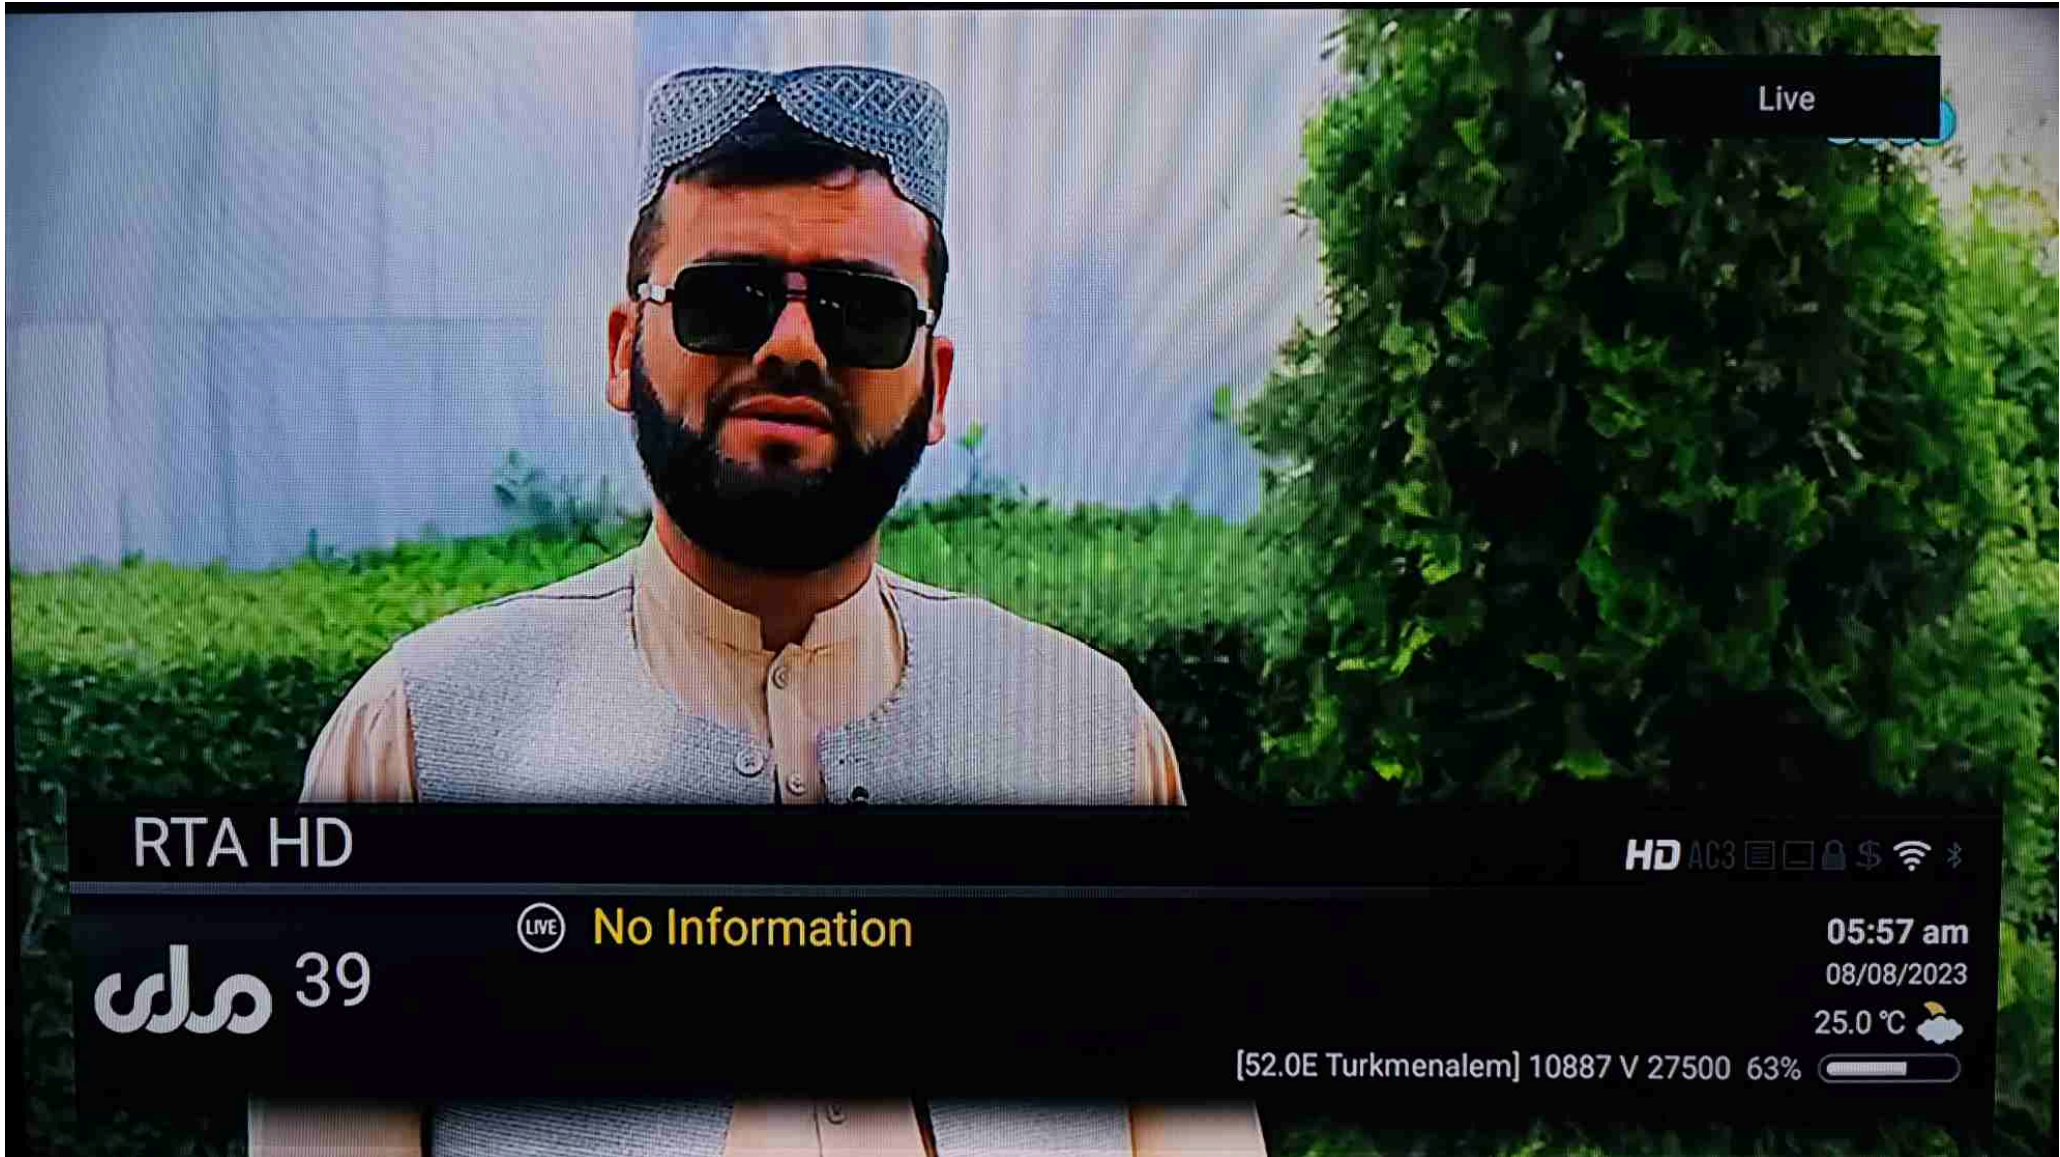 Live
RTA HD
HD AC3 $
LIVE No Information
ملی 39
05:57 am
08/08/2023
25.0 ℃
[52.0E Turkmenalem] 10887 V 27500 63%